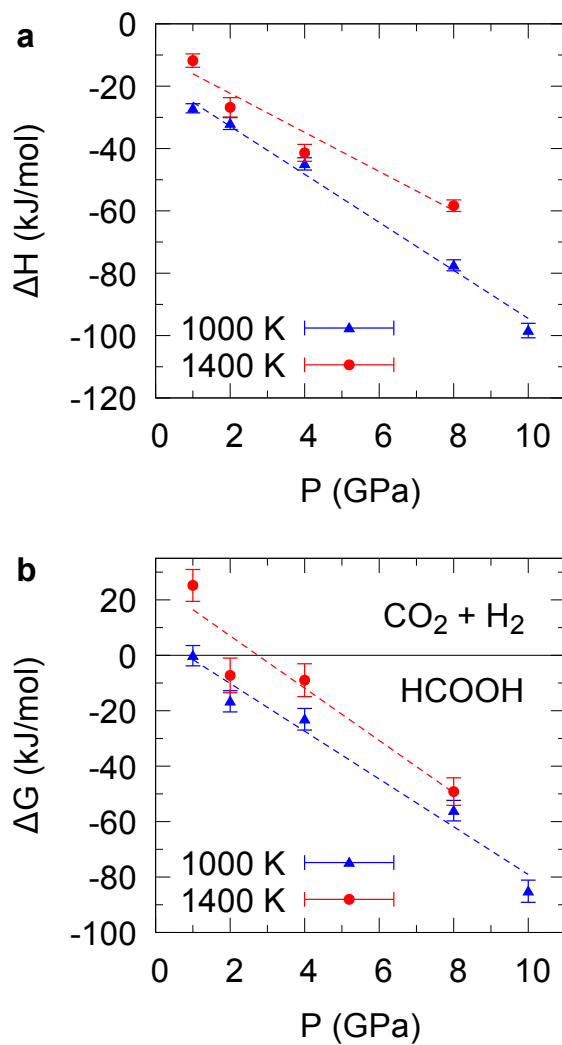 a
0
-20
-40
-60
-80
-100
-120
ΔH (kJ/mol)
1000 K
1400 K
0 2 4 6 8 10
P (GPa)
b
20
0
-20
-40
-60
-80
-100
ΔG (kJ/mol)
CO₂ + H₂
HCOOH
1000 K
1400 K
0 2 4 6 8 10
P (GPa)